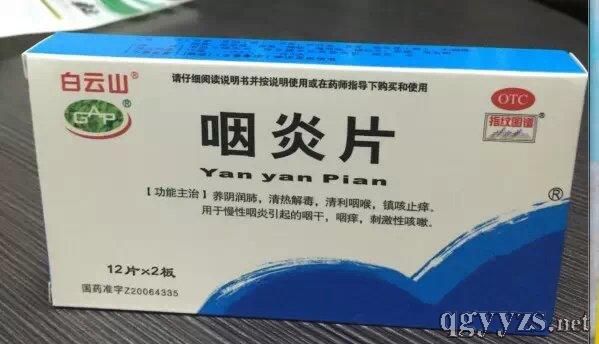 白云山®
GAP®
请仔细阅读说明书并按说明使用或在药师指导下购买和使用
OTC
指纹图谱®
咽炎片
Yan yan Pian
【功能主治】养阴润肺，清热解毒，清利咽喉，镇咳止痒。
用于慢性咽炎引起的咽干，咽痒，刺激性咳嗽。
®
12片×2板
国药准字Z20064335
qgyyzs.net